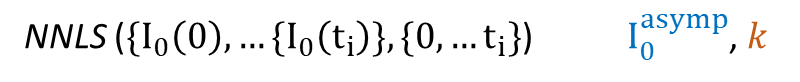 NNLS ({I₀(0), … {I₀(tᵢ)}, {0, … tᵢ}) I₀ᵃˢʸᵐᵖ, k